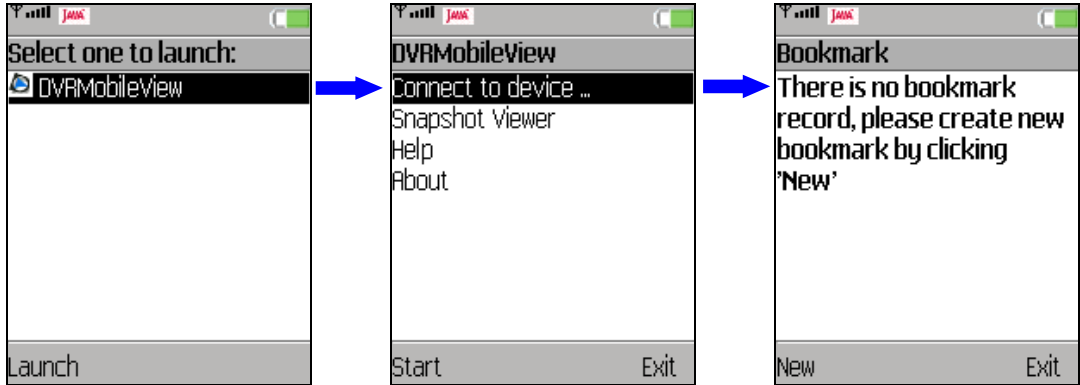 Java
Select one to launch:
DVRMobileView
Launch
Java
DVRMobileView
Connect to device ...
Snapshot Viewer
Help
About
Start Exit
Java
Bookmark
There is no bookmark
record, please create new
bookmark by clicking
'New'
New Exit